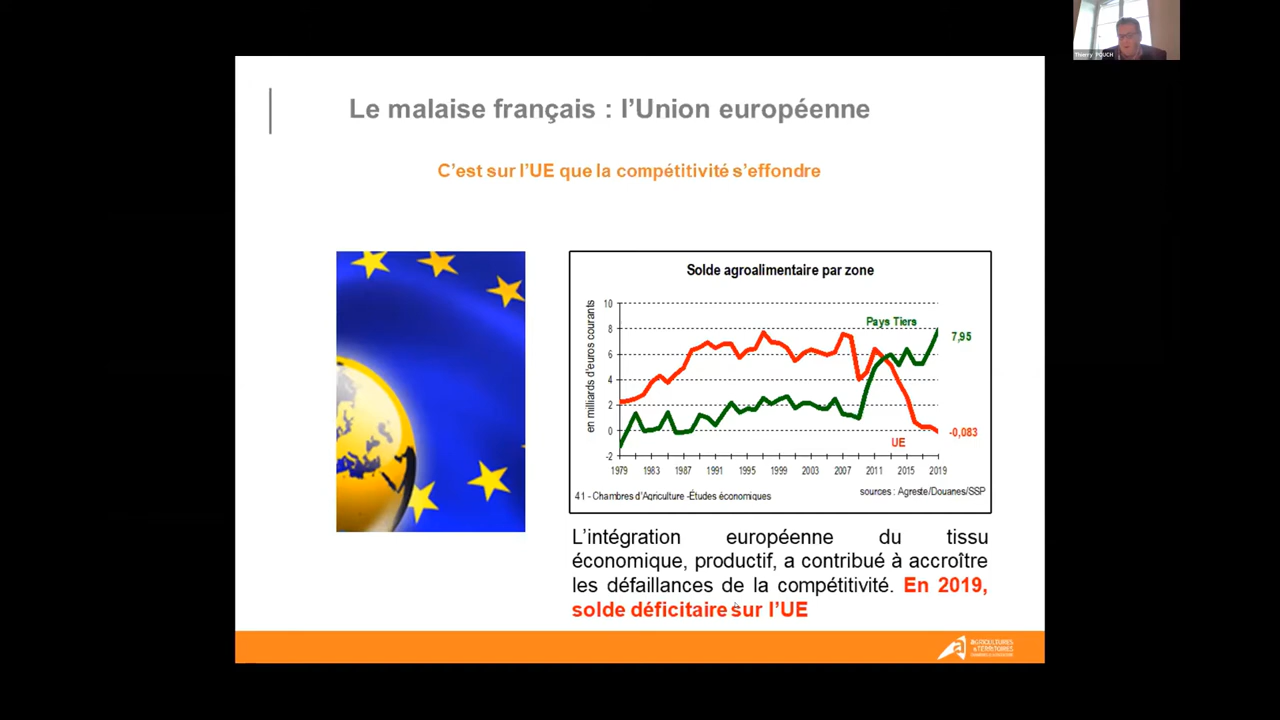 Thierry POUCH
Le malaise français : l’Union européenne
C’est sur l’UE que la compétitivité s’effondre
Solde agroalimentaire par zone
en milliards d'euros courants
10
8
6
4
2
0
-2
Pays Tiers
7,95
UE
-0,083
1979 1983 1987 1991 1995 1999 2003 2007 2011 2015 2019
41 - Chambres d'Agriculture -Études économiques
sources : Agreste/Douanes/SSP
L’intégration européenne du tissu
économique, productif, a contribué à accroître
les défaillances de la compétitivité. En 2019,
solde déficitaire sur l’UE
AGRICULTURES
& TERRITOIRES